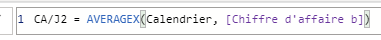 1 CA/J2 = AVERAGEX(Calendrier, [Chiffre d'affaire b])